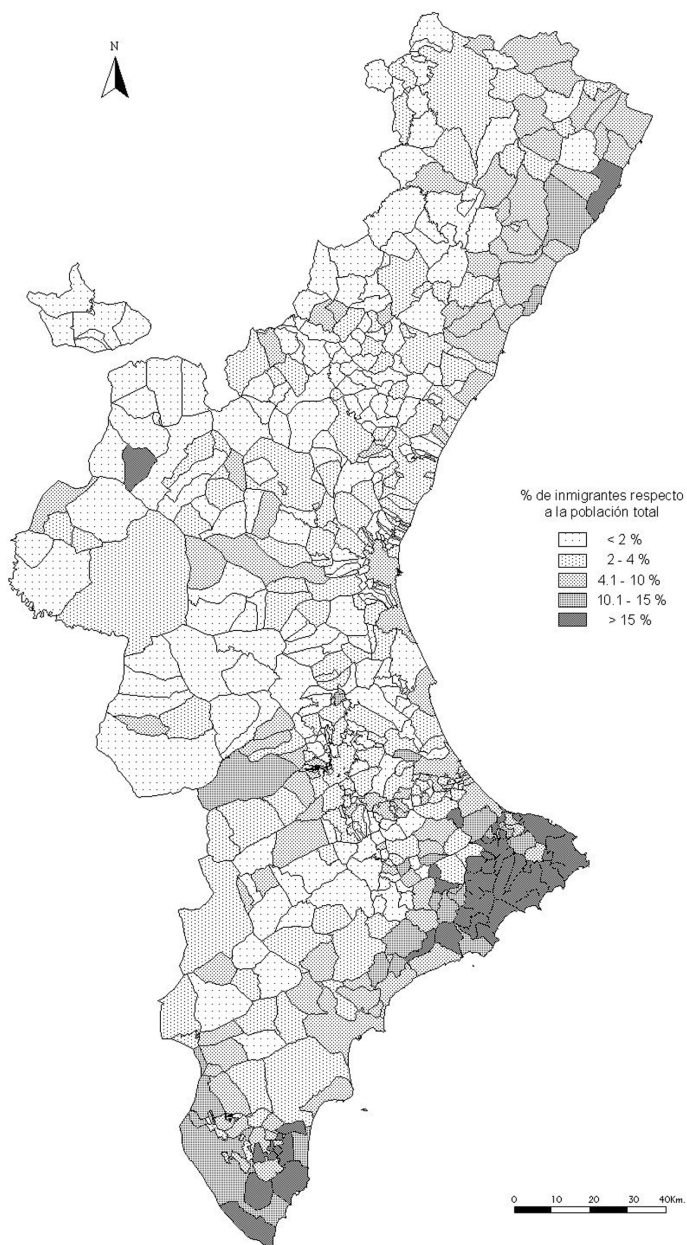 N
% de inmigrantes respecto
a la población total
< 2 %
2 - 4 %
4.1 - 10 %
10.1 - 15 %
> 15 %
0 10 20 30 40Km.